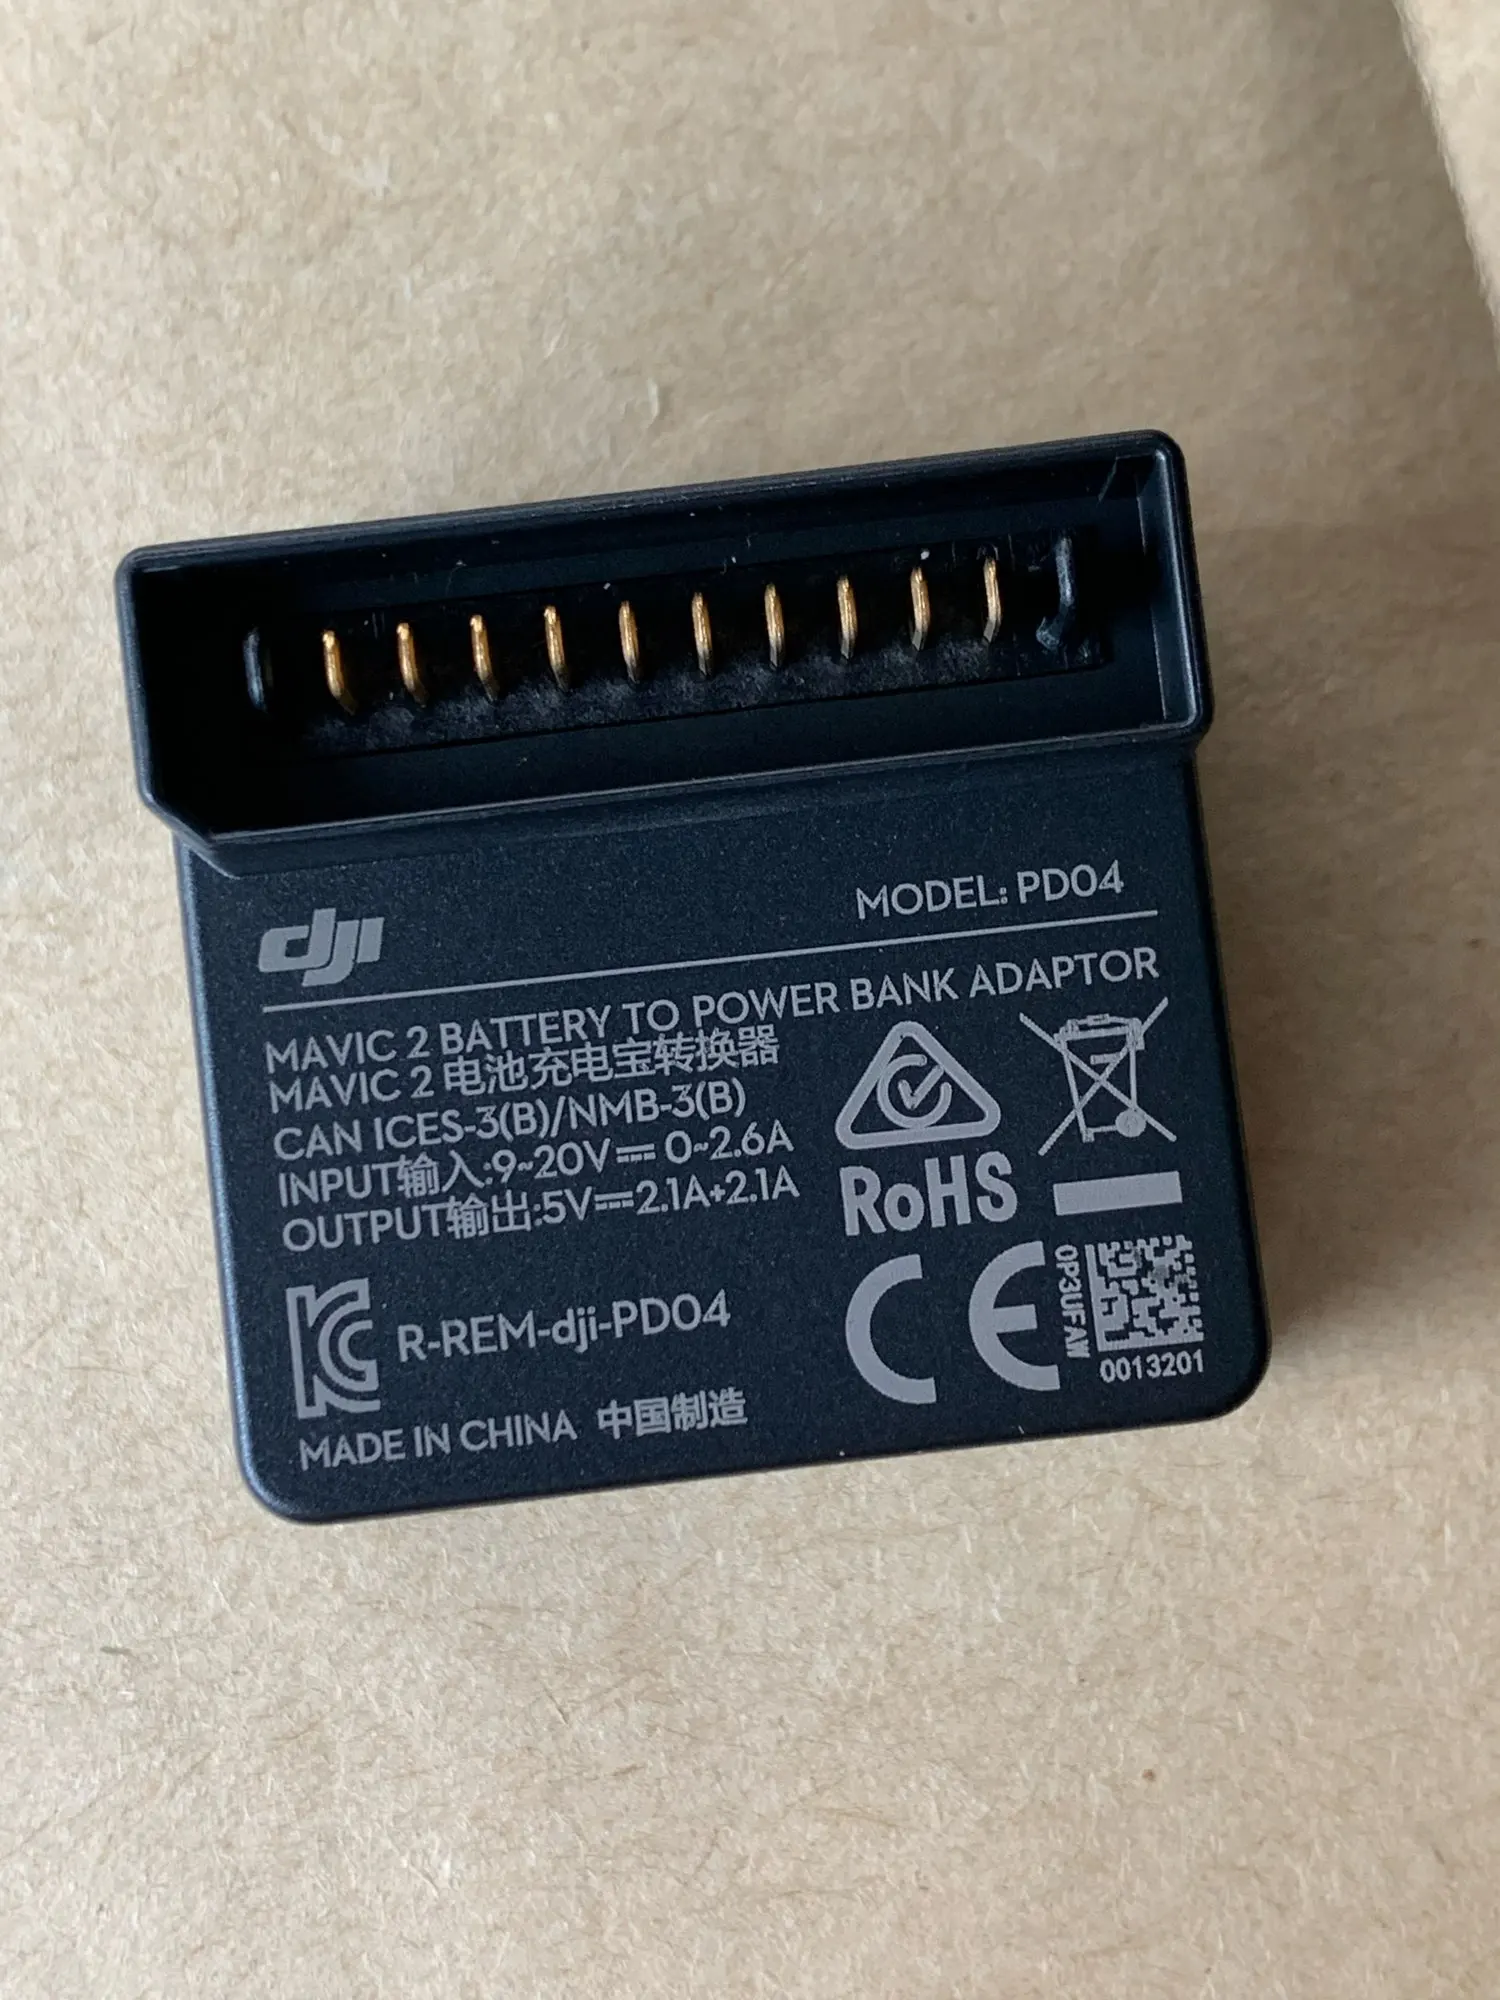 dji
MODEL: PD04
MAVIC 2 BATTERY TO POWER BANK ADAPTOR
MAVIC 2 电池充电宝转换器
CAN ICES-3(B)/NMB-3(B)
INPUT输入:9~20V⎓ 0~2.6A
OUTPUT输出:5V⎓2.1A+2.1A
RoHS
R-REM-dji-PD04
CE
0P3UFAW
0013201
MADE IN CHINA 中国制造